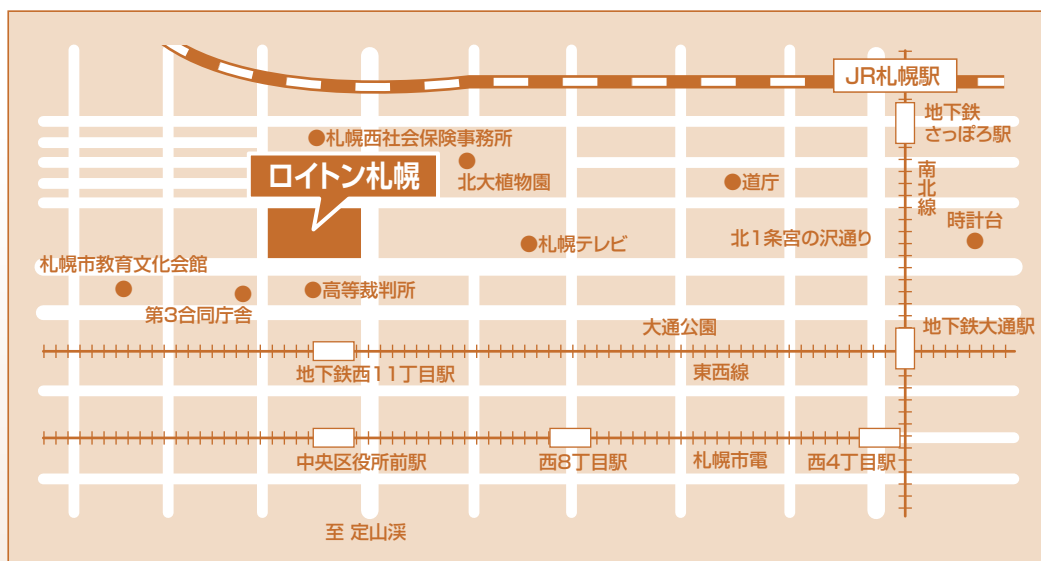 JR札幌駅
地下鉄
さっぽろ駅
札幌西社会保険事務所
ロイトン札幌
北大植物園
道庁
南北線
時計台
札幌テレビ
北1条宮の沢通り
札幌市教育文化会館
第3合同庁舎
高等裁判所
大通公園
地下鉄大通駅
地下鉄西11丁目駅
東西線
中央区役所前駅
西8丁目駅
札幌市電
西4丁目駅
至 定山渓